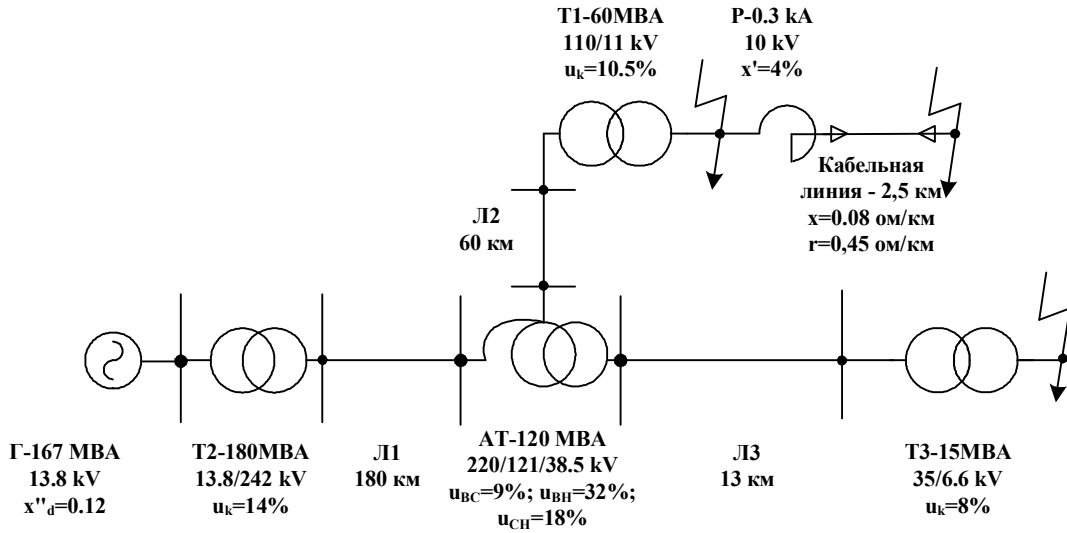 Т1-60МВА
110/11 kV
uk=10.5%
Р-0.3 kA
10 kV
x'=4%
Кабельная
линия - 2,5 км
x=0.08 ом/км
r=0,45 ом/км
Л2
60 км
Г-167 МВА
13.8 kV
x"d=0.12
Т2-180МВА
13.8/242 kV
uk=14%
Л1
180 км
АТ-120 МВА
220/121/38.5 kV
uВС=9%; uВН=32%;
uСН=18%
Л3
13 км
Т3-15МВА
35/6.6 kV
uk=8%